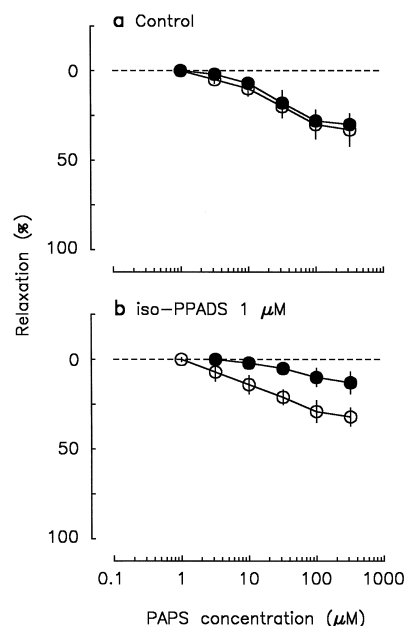 a Control
0
50
100
Relaxation (%)
b iso-PPADS 1 μM
0
50
100
0.1 1 10 100 1000
PAPS concentration (μM)